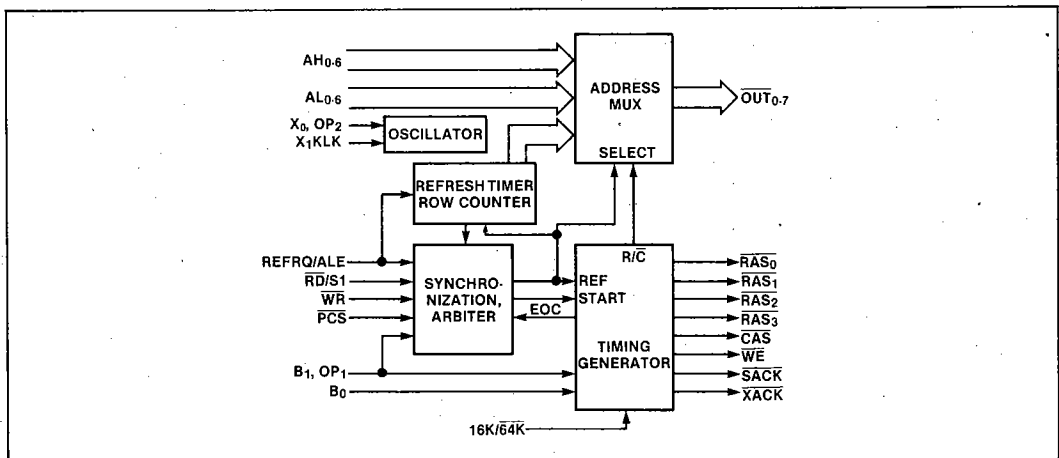 AH0-6
AL0-6
X0, OP2
X1KLK
OSCILLATOR
ADDRESS
MUX
SELECT
OUT0-7
REFRESH TIMER
ROW COUNTER
REFRQ/ALE
RD/S1
WR
PCS
B1, OP1
B0
SYNCHRO-
NIZATION,
ARBITER
EOC
R/C
REF
START
TIMING
GENERATOR
RAS0
RAS1
RAS2
RAS3
CAS
WE
SACK
XACK
16K/64K